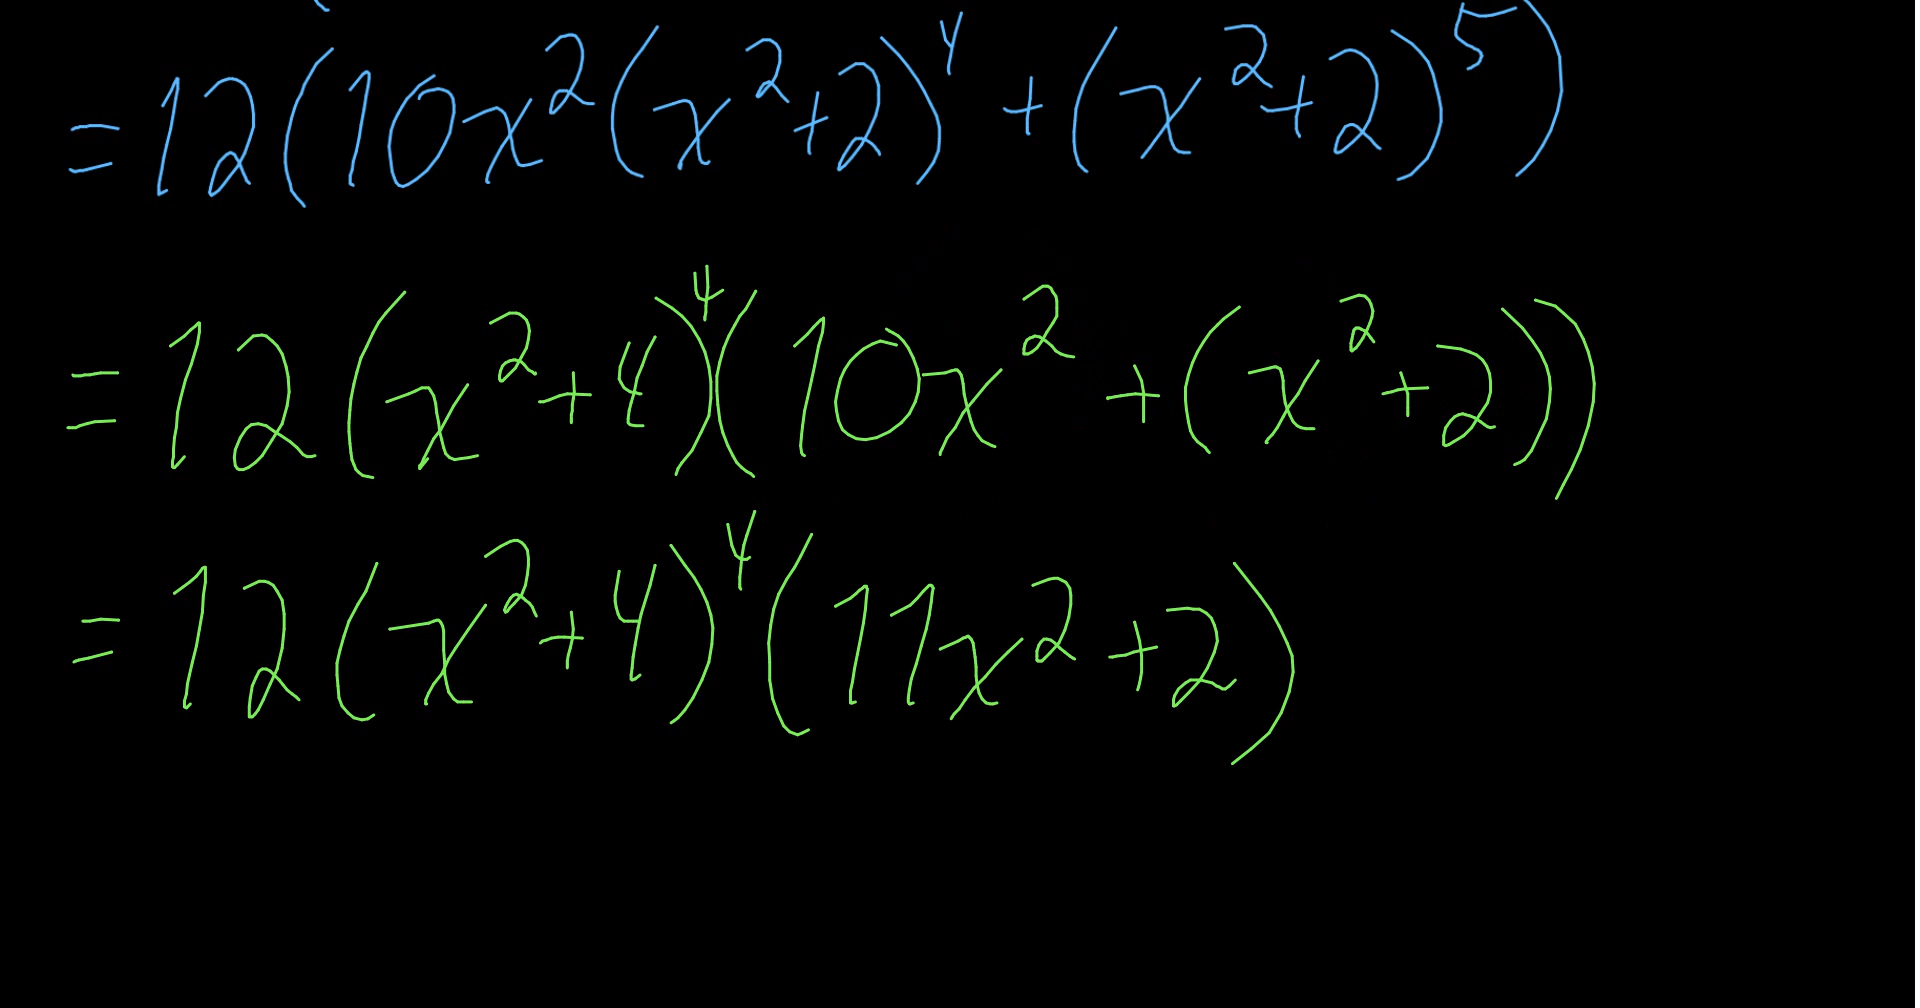 =12(10x²(x²+2)⁴+(x²+2)⁵)
=12(x²+4)⁴(10x²+(x²+2))
=12(x²+4)⁴(11x²+2)